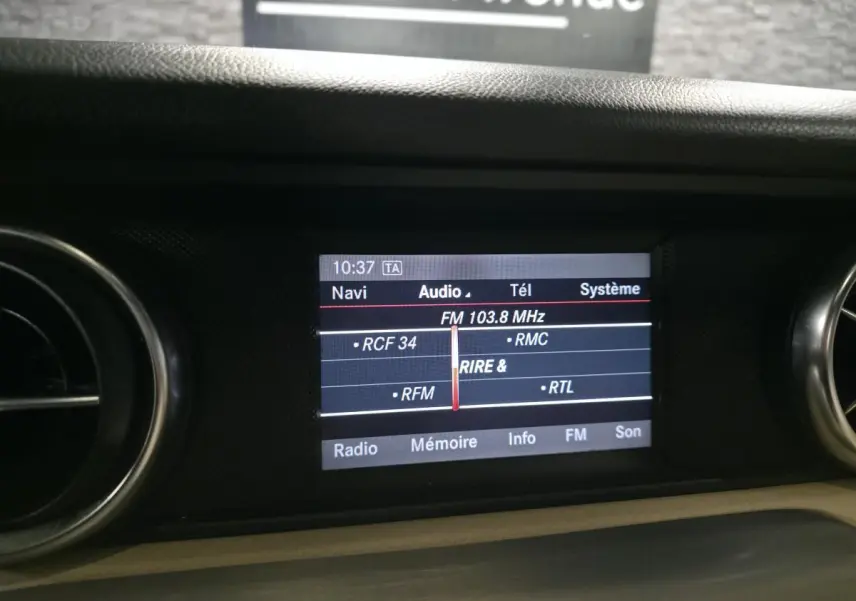 10:37 TA
Navi Audio Tél Système
FM 103.8 MHz
• RCF 34 • RMC
RIRE &
• RFM • RTL
Radio Mémoire Info FM Son